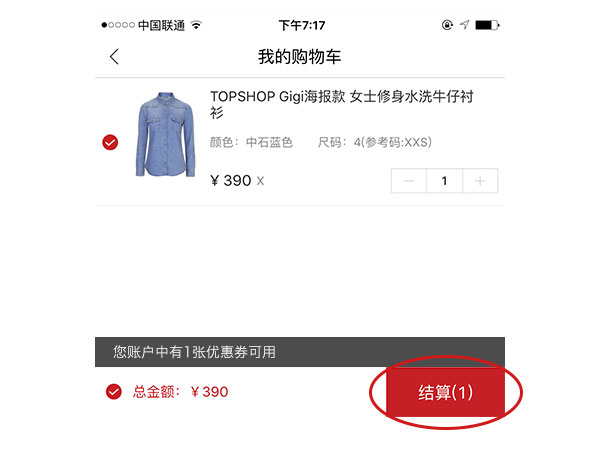 中国联通 下午7:17
我的购物车
TOPSHOP Gigi海报款 女士修身水洗牛仔衬
衫
颜色：中石蓝色 尺码：4(参考码:XXS)
¥ 390 X − 1 +
您账户中有1张优惠券可用
总金额：¥ 390 结算(1)